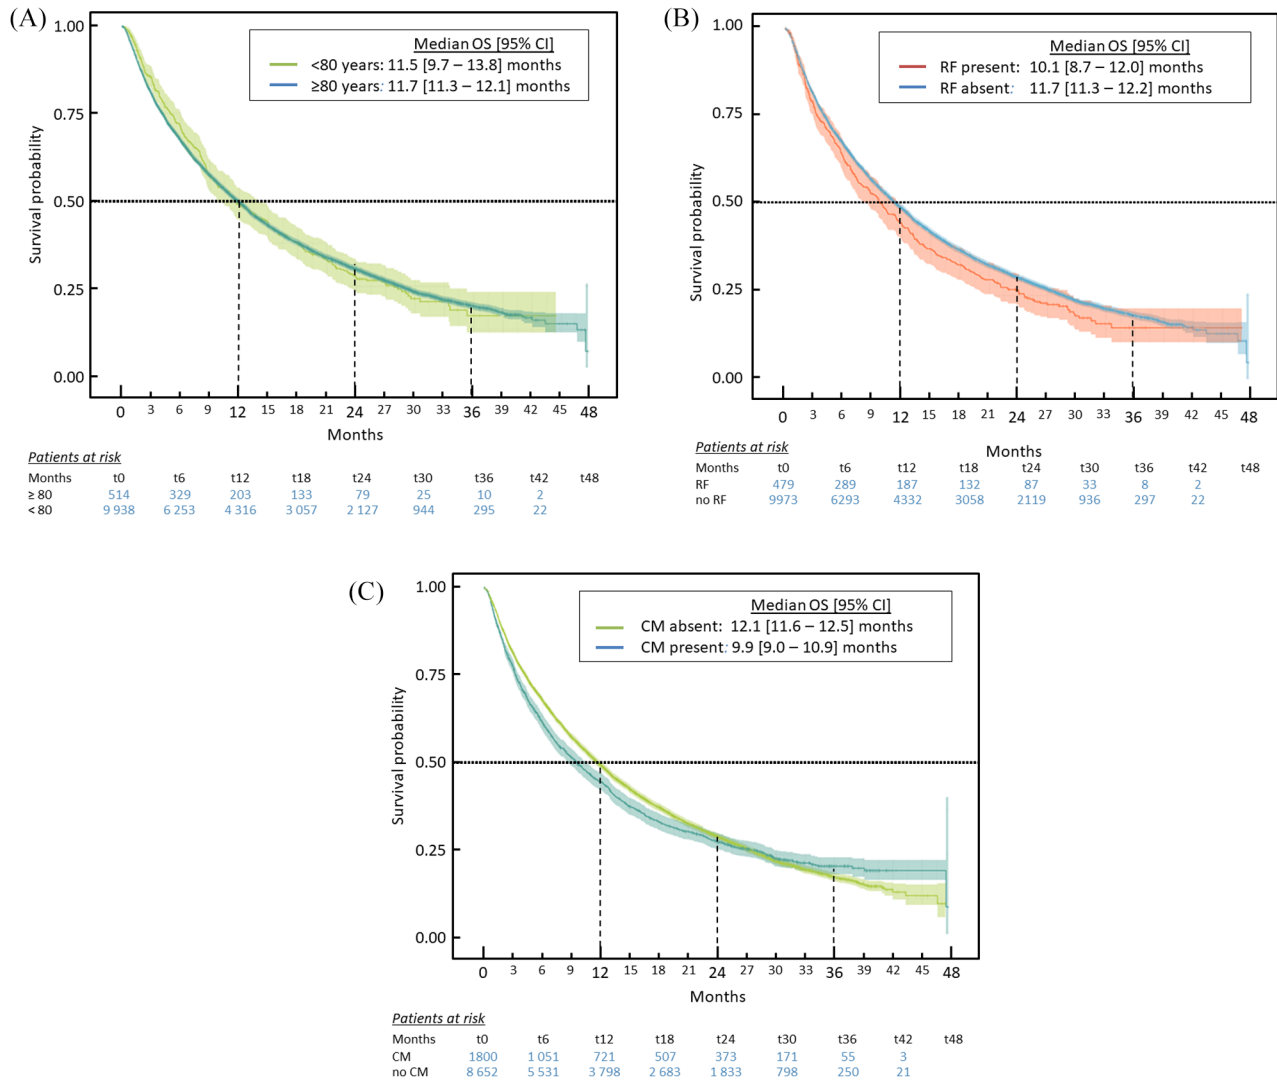 (A)
Median OS [95% CI]
<80 years: 11.5 [9.7 – 13.8] months
≥80 years: 11.7 [11.3 – 12.1] months
1.00
0.75
0.50
0.25
0.00
Survival probability
0 3 6 9 12 15 18 21 24 27 30 33 36 39 42 45 48
Months
Patients at risk
Months t0 t6 t12 t18 t24 t30 t36 t42 t48
≥ 80 514 329 203 133 79 25 10 2
< 80 9 938 6 253 4 316 3 057 2 127 944 295 22
(B)
Median OS [95% CI]
RF present: 10.1 [8.7 – 12.0] months
RF absent: 11.7 [11.3 – 12.2] months
1.00
0.75
0.50
0.25
0.00
Survival probability
0 3 6 9 12 15 18 21 24 27 30 33 36 39 42 45 48
Months
Patients at risk
Months t0 t6 t12 t18 t24 t30 t36 t42 t48
RF 479 289 187 132 87 33 8 2
no RF 9973 6293 4332 3058 2119 936 297 22
(C)
Median OS [95% CI]
CM absent: 12.1 [11.6 – 12.5] months
CM present: 9.9 [9.0 – 10.9] months
1.00
0.75
0.50
0.25
0.00
Survival probability
0 3 6 9 12 15 18 21 24 27 30 33 36 39 42 45 48
Months
Patients at risk
Months t0 t6 t12 t18 t24 t30 t36 t42 t48
CM 1800 1 051 721 507 373 171 55 3
no CM 8 652 5 531 3 798 2 683 1 833 798 250 21